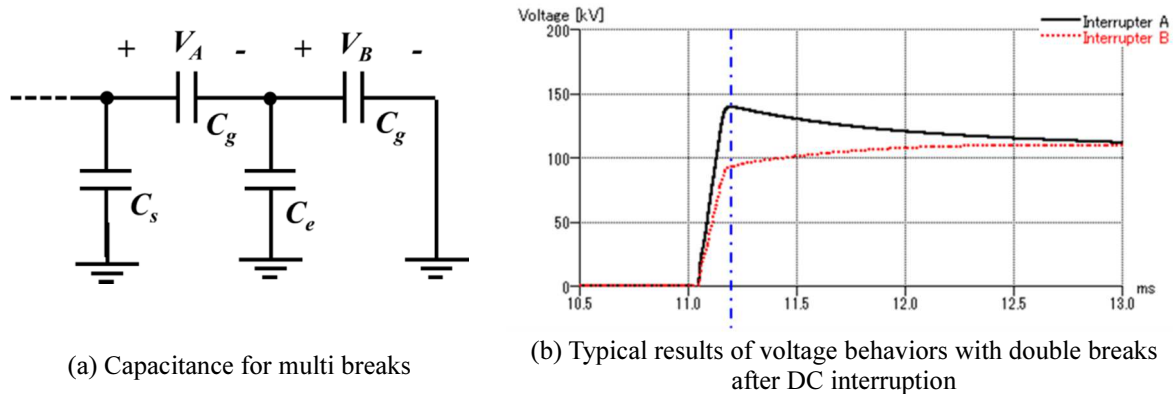 + V_A - + V_B -
C_g C_g
C_s C_e
(a) Capacitance for multi breaks
Voltage [kV]
200
150
100
50
0
10.5 11.0 11.5 12.0 12.5 13.0
ms
Interrupter A
Interrupter B
(b) Typical results of voltage behaviors with double breaks
after DC interruption